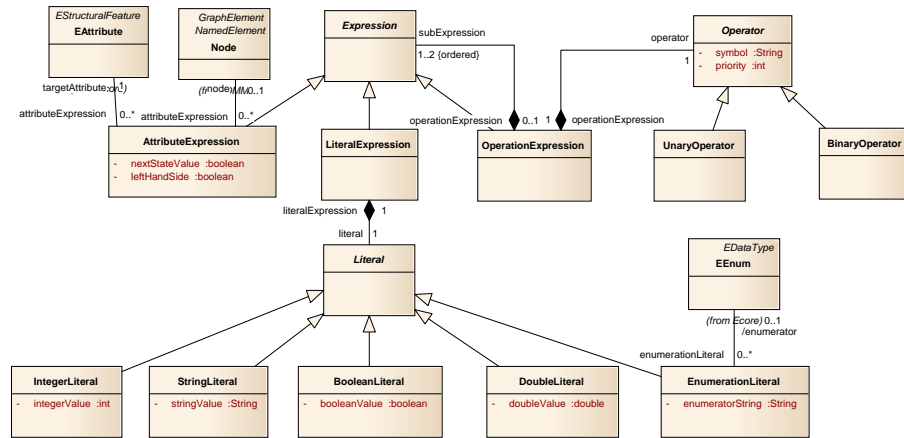 EStructuralFeature
EAttribute
GraphElement
NamedElement
Node
Expression
subExpression
1..2 {ordered}
operator
1
Operator
- symbol :String
- priority :int
targetAttribute
1
node
0..1
attributeExpression
0..*
attributeExpression
0..*
operationExpression
0..1
1
operationExpression
AttributeExpression
- nextStateValue :boolean
- leftHandSide :boolean
LiteralExpression
OperationExpression
UnaryOperator
BinaryOperator
literalExpression
1
literal
1
Literal
EDataType
EEnum
(from Ecore)
0..1
/enumerator
enumerationLiteral
0..*
IntegerLiteral
- integerValue :int
StringLiteral
- stringValue :String
BooleanLiteral
- booleanValue :boolean
DoubleLiteral
- doubleValue :double
EnumerationLiteral
- enumeratorString :String